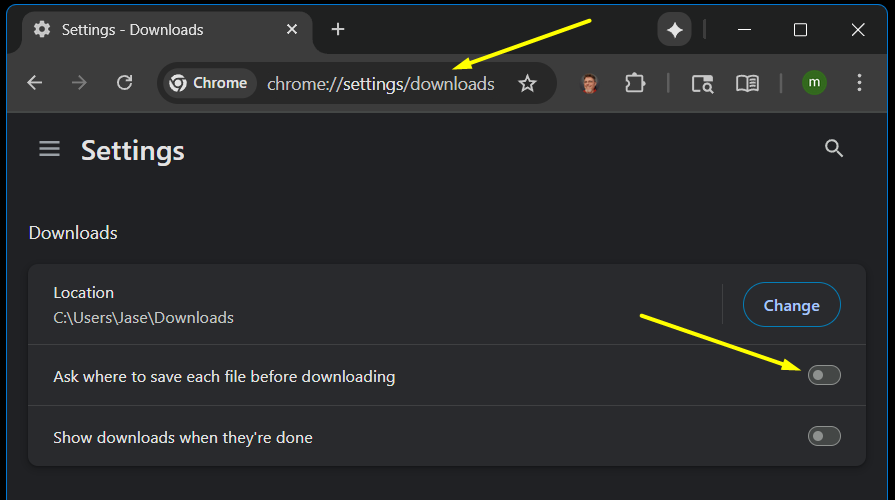 Settings - Downloads
Chrome chrome://settings/downloads m
Settings
Downloads
Location
C:\Users\Jase\Downloads
Change
Ask where to save each file before downloading
Show downloads when they're done